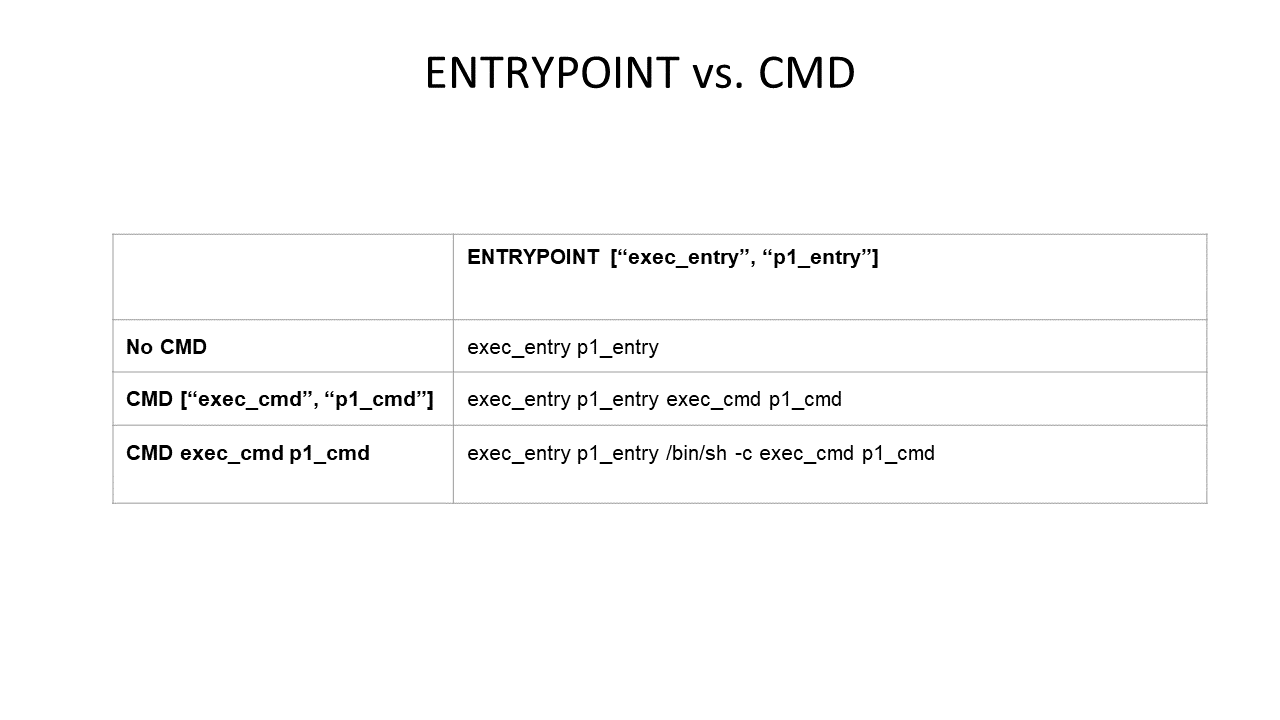 ENTRYPOINT vs. CMD
ENTRYPOINT [“exec_entry”, “p1_entry”]
No CMD
exec_entry p1_entry
CMD [“exec_cmd”, “p1_cmd”]
exec_entry p1_entry exec_cmd p1_cmd
CMD exec_cmd p1_cmd
exec_entry p1_entry /bin/sh -c exec_cmd p1_cmd